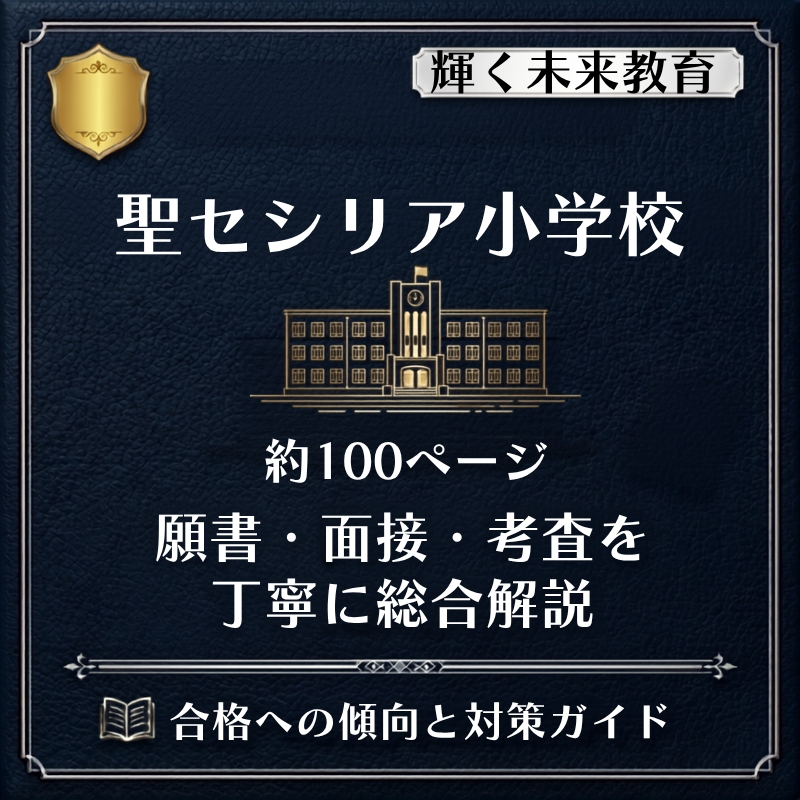 輝く未来教育
聖セシリア小学校
約100ページ
願書・面接・考査を
丁寧に総合解説
合格への傾向と対策ガイド